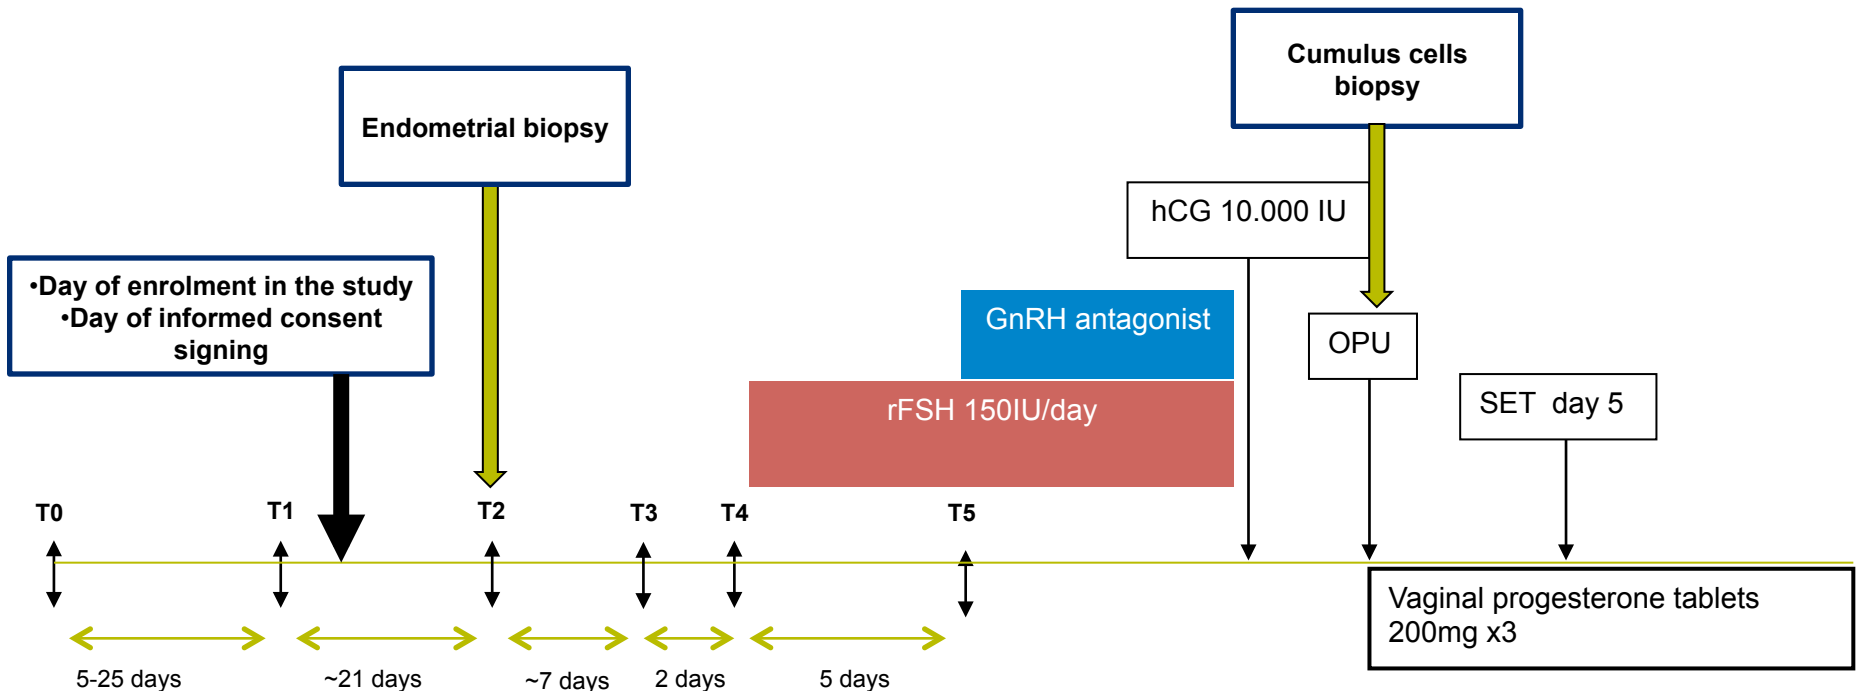 Cumulus cells
biopsy
Endometrial biopsy
hCG 10.000 IU
•Day of enrolment in the study
•Day of informed consent
signing
GnRH antagonist
OPU
rFSH 150IU/day
SET  day 5
T0
T1
T2
T3
T4
T5
Vaginal progesterone tablets
200mg x3
5-25 days
~21 days
~7 days
2 days
5 days